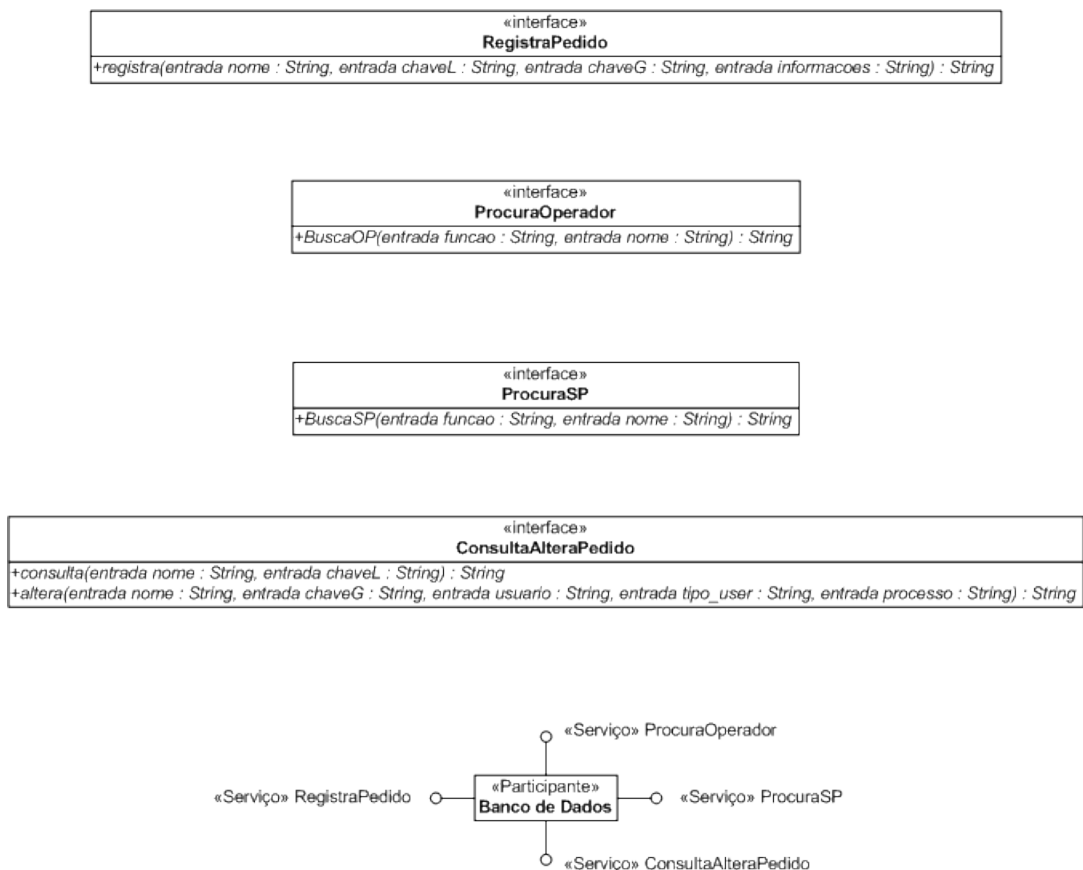 «interface»
RegistraPedido
+registra(entrada nome : String, entrada chaveL : String, entrada chaveG : String, entrada informacoes : String) : String
«interface»
ProcuraOperador
+BuscaOP(entrada funcao : String, entrada nome : String) : String
«interface»
ProcuraSP
+BuscaSP(entrada funcao : String, entrada nome : String) : String
«interface»
ConsultaAlteraPedido
+consulta(entrada nome : String, entrada chaveL : String) : String
+altera(entrada nome : String, entrada chaveG : String, entrada usuario : String, entrada tipo_user : String, entrada processo : String) : String
«Serviço» ProcuraOperador
«Serviço» RegistraPedido
«Participante»
Banco de Dados
«Serviço» ProcuraSP
«Serviço» ConsultaAlteraPedido